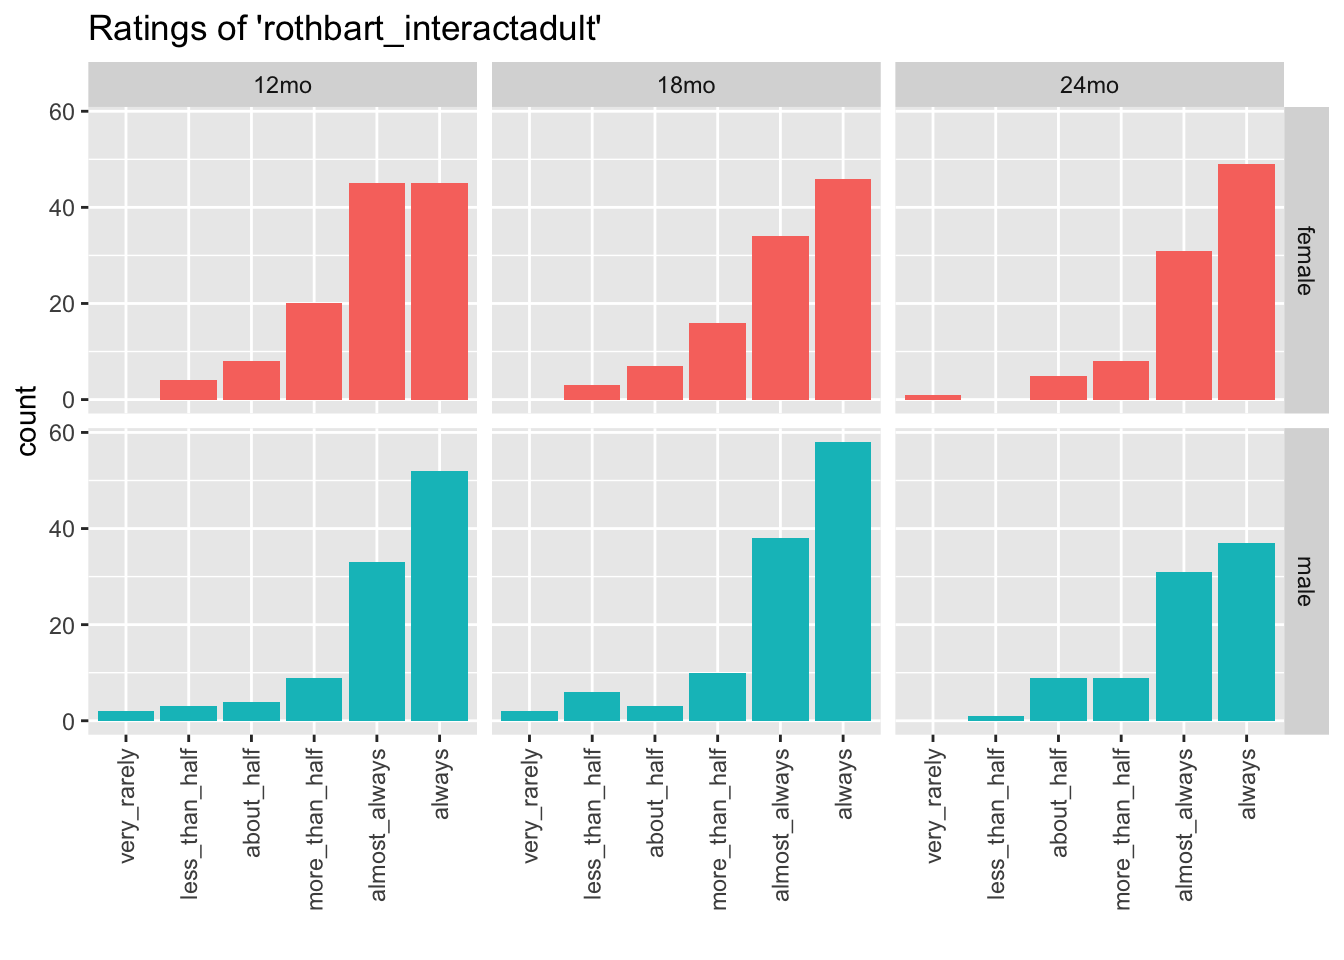 Ratings of 'rothbart_interactadult'
12mo 18mo 24mo
60
40
20
0
female
count
60
40
20
0
male
very_rarely less_than_half about_half more_than_half almost_always always very_rarely less_than_half about_half more_than_half almost_always always very_rarely less_than_half about_half more_than_half almost_always always